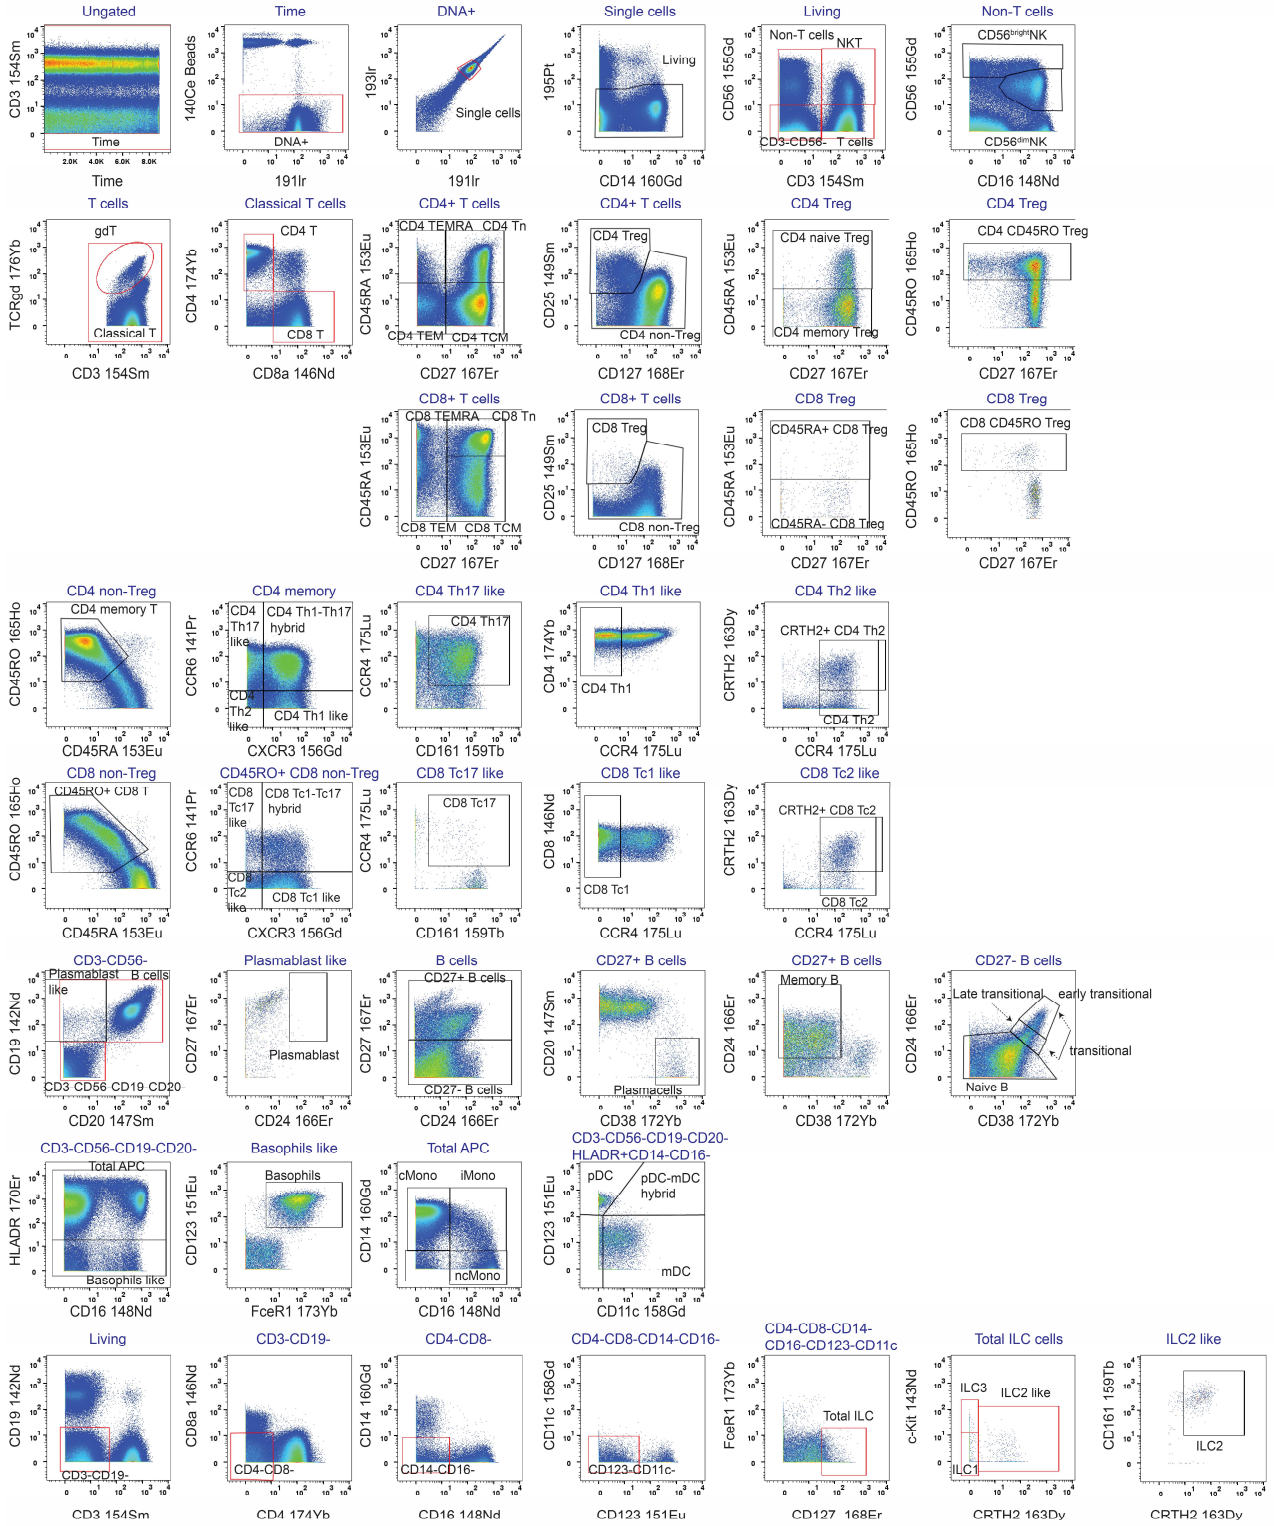 Ungated
CD3 154Sm
10⁴
10³
10²
10¹
0
Time
2.0K 4.0K 6.0K 8.0K
Time
Time
140Ce Beads
DNA+
191Ir
DNA+
193Ir
Single cells
191Ir
Single cells
195Pt
Living
CD14 160Gd
Living
CD56 155Gd
Non-T cells
NKT
CD3-CD56-
T cells
CD3 154Sm
Non-T cells
CD56 155Gd
CD56brightNK
CD56dimNK
CD16 148Nd
T cells
TCRgd 176Yb
gdT
Classical T
CD3 154Sm
Classical T cells
CD4 174Yb
CD4 T
CD8 T
CD8a 146Nd
CD4+ T cells
CD45RA 153Eu
CD4 TEMRA
CD4 Tn
CD4 TEM
CD4 TCM
CD27 167Er
CD4+ T cells
CD25 149Sm
CD4 Treg
CD4 non-Treg
CD127 168Er
CD4 Treg
CD45RA 153Eu
CD4 naive Treg
CD4 memory Treg
CD27 167Er
CD4 Treg
CD45RO 165Ho
CD4 CD45RO Treg
CD27 167Er
CD8+ T cells
CD45RA 153Eu
CD8 TEMRA
CD8 Tn
CD8 TEM
CD8 TCM
CD27 167Er
CD8+ T cells
CD25 149Sm
CD8 Treg
CD8 non-Treg
CD127 168Er
CD8 Treg
CD45RA 153Eu
CD45RA+ CD8 Treg
CD45RA- CD8 Treg
CD27 167Er
CD8 Treg
CD45RO 165Ho
CD8 CD45RO Treg
CD27 167Er
CD4 non-Treg
CD45RO 165Ho
CD4 memory T
CD45RA 153Eu
CD4 memory
CCR6 141Pr
CD4
Th17
like
CD4 Th1-Th17
hybrid
CD4
Th2
like
CD4 Th1 like
CXCR3 156Gd
CD4 Th17 like
CCR4 175Lu
CD4 Th17
CD161 159Tb
CD4 Th1 like
CD4 174Yb
CD4 Th1
CCR4 175Lu
CD4 Th2 like
CRTH2 163Dy
CRTH2+ CD4 Th2
CD4 Th2
CCR4 175Lu
CD8 non-Treg
CD45RO 165Ho
CD45RO+ CD8 T
CD45RA 153Eu
CD45RO+ CD8 non-Treg
CCR6 141Pr
CD8
Tc17
like
CD8 Tc1-Tc17
hybrid
CD8
Tc2
like
CD8 Tc1 like
CXCR3 156Gd
CD8 Tc17 like
CCR4 175Lu
CD8 Tc17
CD161 159Tb
CD8 Tc1 like
CD8 146Nd
CD8 Tc1
CCR4 175Lu
CD8 Tc2 like
CRTH2 163Dy
CRTH2+ CD8 Tc2
CD8 Tc2
CCR4 175Lu
CD3-CD56-
CD19 142Nd
Plasmablast
like
B cells
CD3-CD56-CD19-CD20-
CD20 147Sm
Plasmablast like
CD27 167Er
Plasmablast
CD24 166Er
B cells
CD27 167Er
CD27+ B cells
CD27- B cells
CD24 166Er
CD27+ B cells
CD20 147Sm
Plasmacells
CD38 172Yb
CD27+ B cells
CD24 166Er
Memory B
CD38 172Yb
CD27- B cells
CD24 166Er
Late transitional
early transitional
transitional
Naive B
CD38 172Yb
CD3-CD56-CD19-CD20-
HLADR 170Er
Total APC
Basophils like
CD16 148Nd
Basophils like
CD123 151Eu
Basophils
FceR1 173Yb
Total APC
CD14 160Gd
cMono
iMono
ncMono
CD16 148Nd
CD3-CD56-CD19-CD20-
HLADR+CD14-CD16-
CD123 151Eu
pDC
pDC-mDC
hybrid
mDC
CD11c 158Gd
Living
CD19 142Nd
CD3-CD19-
CD3 154Sm
CD3-CD19-
CD8a 146Nd
CD4-CD8-
CD4 174Yb
CD4-CD8-
CD14 160Gd
CD14-CD16-
CD16 148Nd
CD4-CD8-CD14-CD16-
CD11c 158Gd
CD123-CD11c-
CD123 151Eu
CD4-CD8-CD14-
CD16-CD123-CD11c
FceR1 173Yb
Total ILC
CD127 168Er
Total ILC cells
c-Kit 143Nd
ILC3
ILC2 like
ILC1
CRTH2 163Dy
ILC2 like
CD161 159Tb
ILC2
CRTH2 163Dy